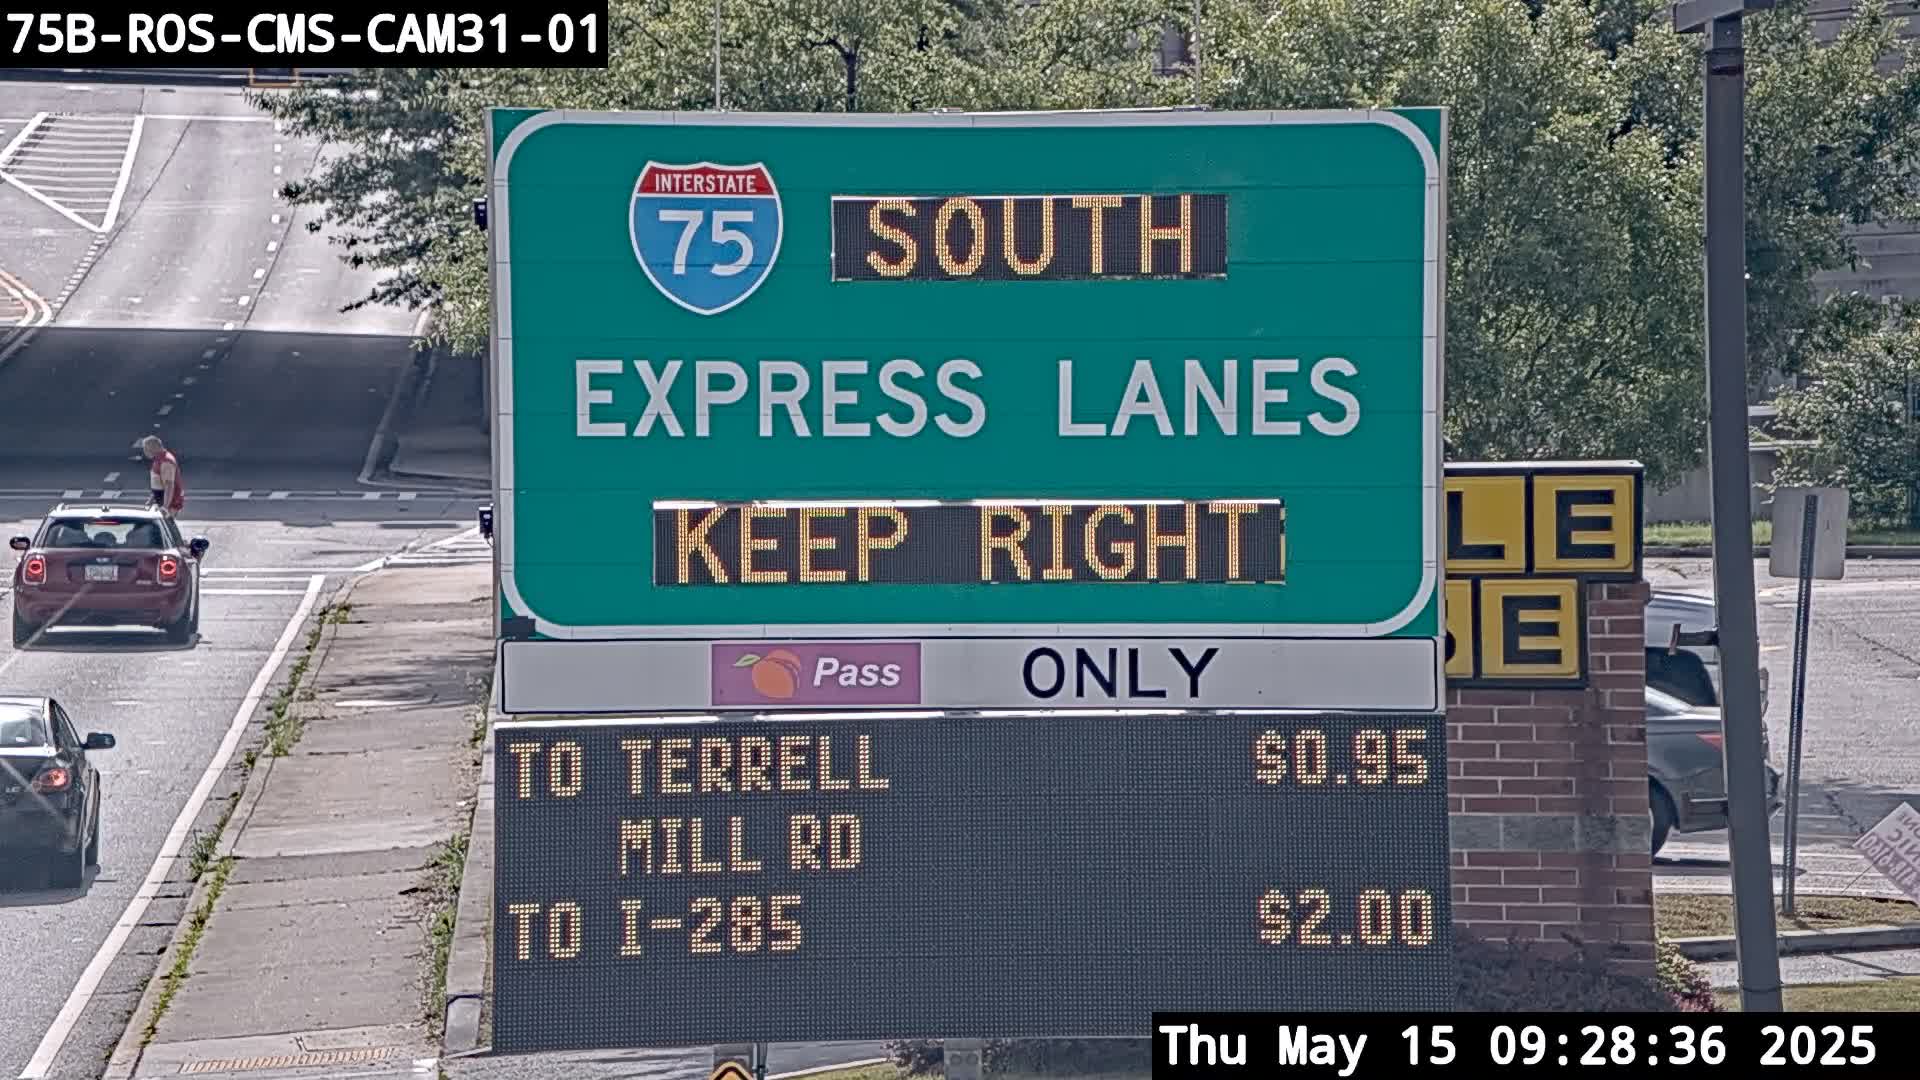 75B-ROS-CMS-CAM31-01
INTERSTATE
75
SOUTH
EXPRESS LANES
KEEP RIGHT
Pass ONLY
TO TERRELL $0.95
MILL RD
TO I-285 $2.00
LE
E
Thu May 15 09:28:36 2025